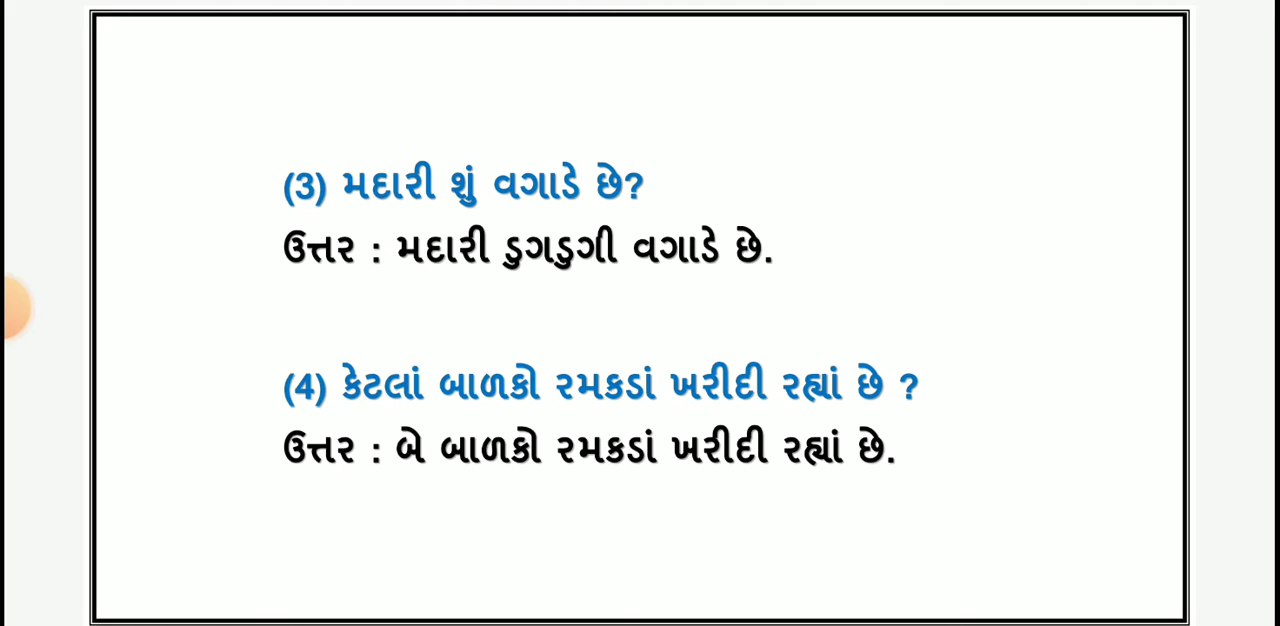 (3) મદારી શું વગાડે છે?
ઉત્તર : મદારી ડુગડુગી વગાડે છે.
(4) કેટલાં બાળકો રમકડાં ખરીદી રહ્યાં છે ?
ઉત્તર : બે બાળકો રમકડાં ખરીદી રહ્યાં છે.